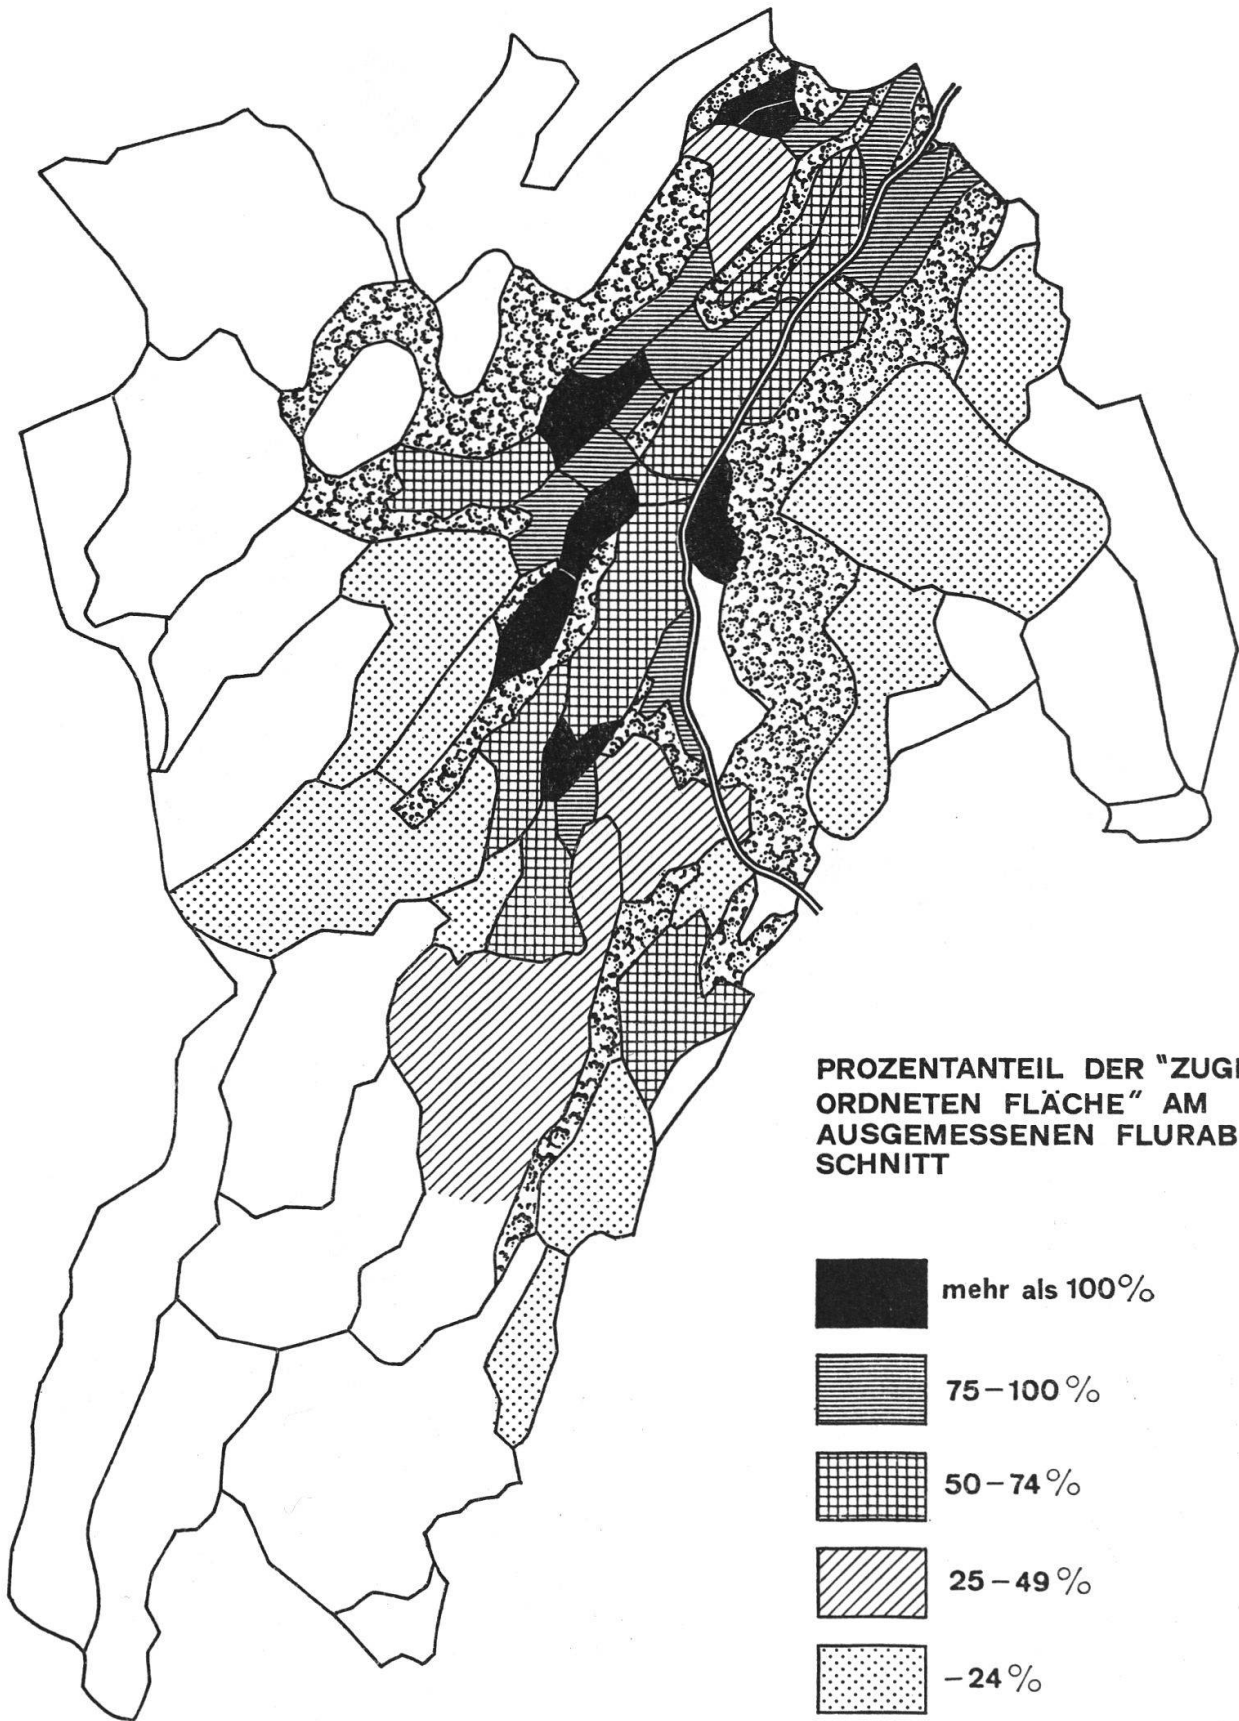 PROZENTANTEIL DER "ZUGE
ORDNETEN FLÄCHE" AM
AUSGEMESSENEN FLURAB
SCHNITT
mehr als 100%
75-100%
50-74%
25-49%
-24%